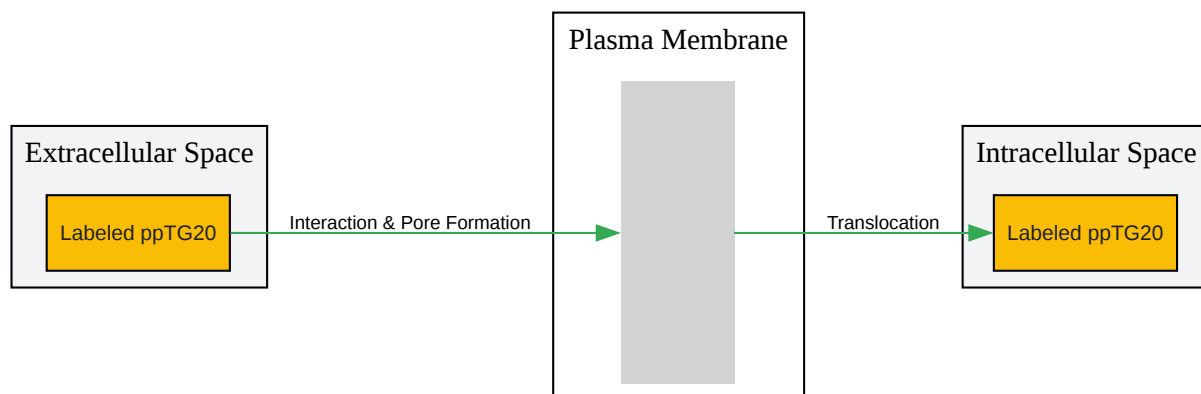 Plasma Membrane
Extracellular Space
Labeled ppTG20
Interaction & Pore Formation
Translocation
Intracellular Space
Labeled ppTG20